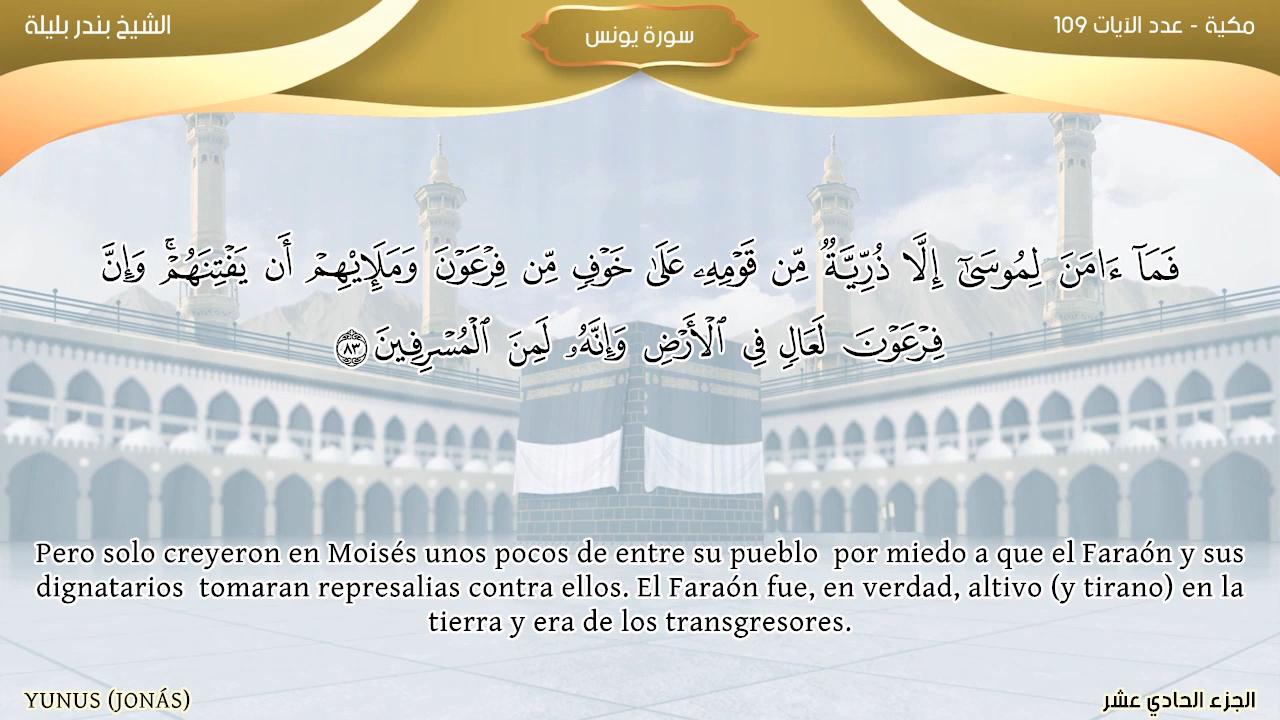 الشيخ بندر بليلة
سورة يونس
مكية - عدد الآيات 109
فَمَآ ءَامَنَ لِمُوسَىٰٓ إِلَّا ذُرِّيَّةٌ مِّن قَوْمِهِۦ عَلَىٰ خَوْفٍ مِّن فِرْعَوْنَ وَمَلَإِيْهِمْ أَن يَفْتِنَهُمْ ۚ وَإِنَّ
فِرْعَوْنَ لَعَالٍ فِى ٱلْأَرْضِ وَإِنَّهُۥ لَمِنَ ٱلْمُسْرِفِينَ ٨٣
Pero solo creyeron en Moisés unos pocos de entre su pueblo  por miedo a que el Faraón y sus
dignatarios  tomaran represalias contra ellos. El Faraón fue, en verdad, altivo (y tirano) en la
tierra y era de los transgresores.
YUNUS (JONÁS)
الجزء الحادي عشر